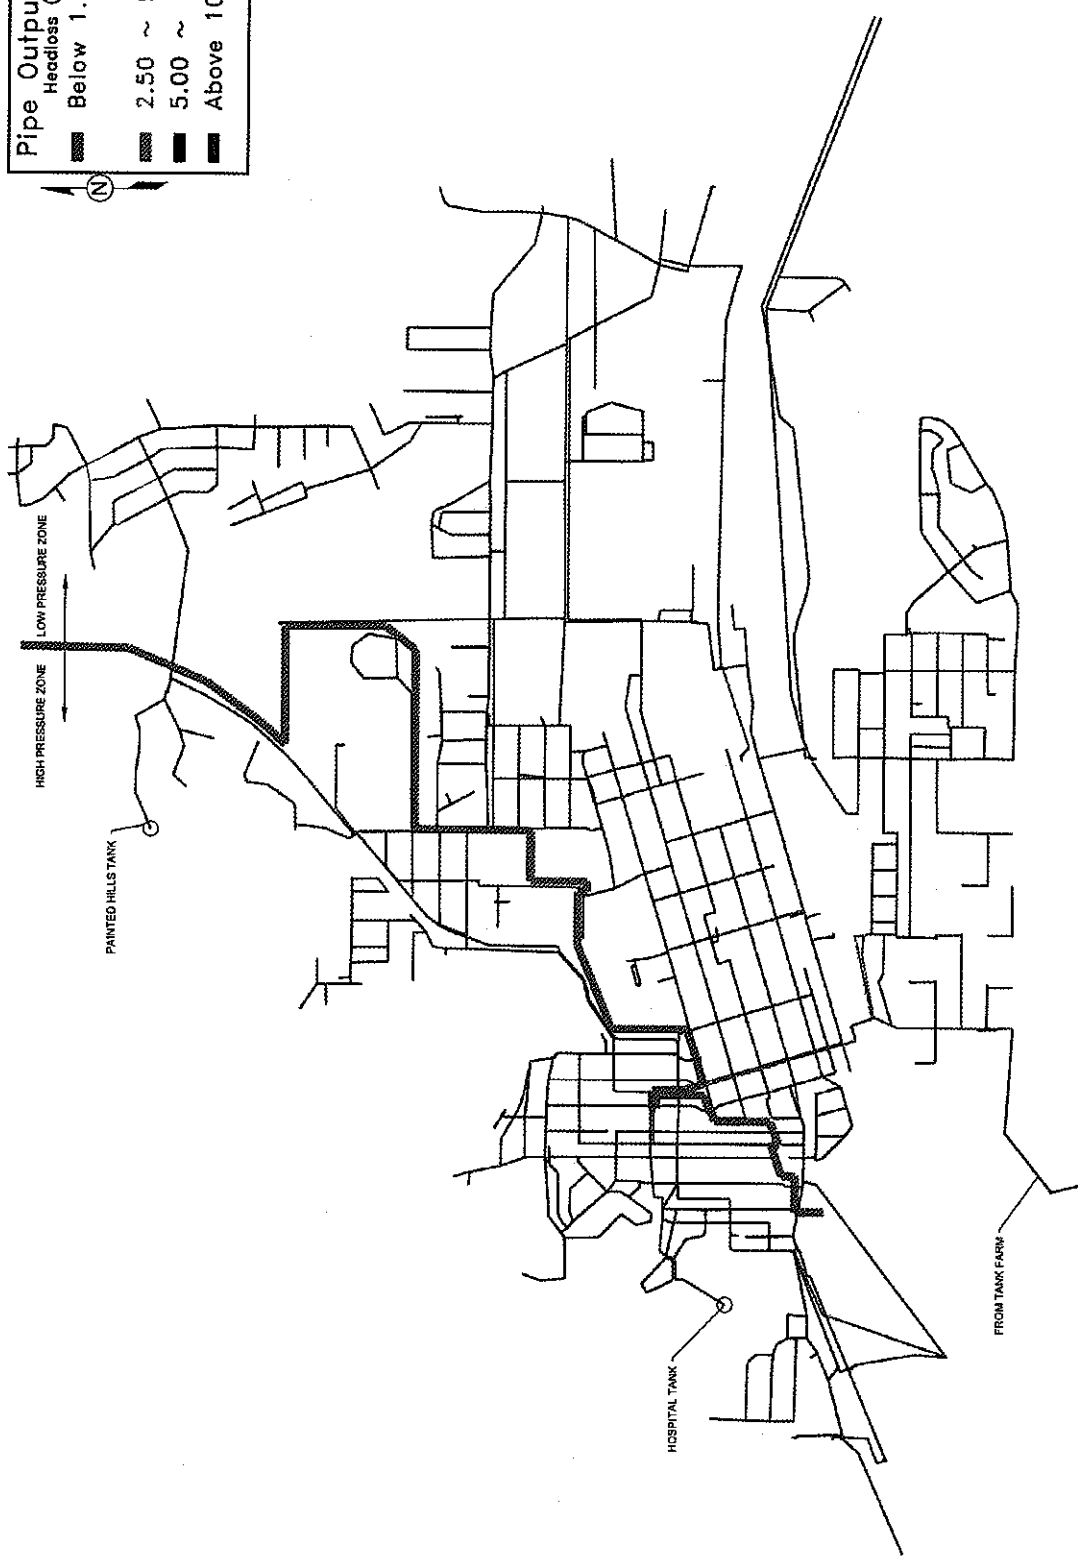 Pipe Outpu
Headloss (
Below 1.
2.50 ~
5.00 ~
Above 10
N
HIGH PRESSURE ZONE
LOW PRESSURE ZONE
PAINTED HILLS TANK
HOSPITAL TANK
FROM TANK FARM